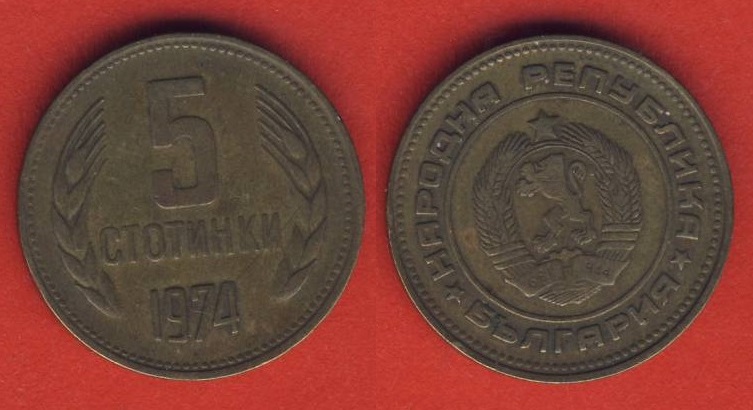 5
СТОТИНКИ
1974
НАРОДНА РЕПУБЛИКА
БЪЛГАРИЯ